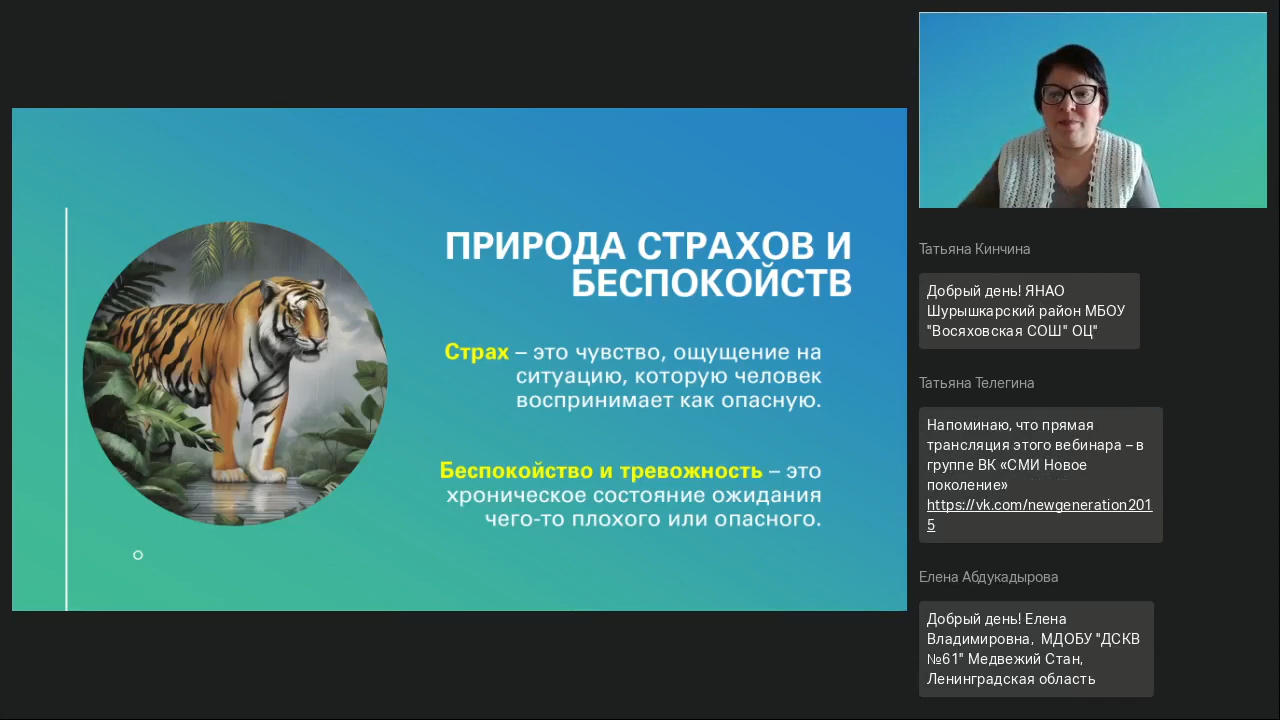 ПРИРОДА СТРАХОВ И
БЕСПОКОЙСТВ
Страх – это чувство, ощущение на
ситуацию, которую человек
воспринимает как опасную.
Беспокойство и тревожность – это
хроническое состояние ожидания
чего-то плохого или опасного.
Татьяна Кинчина
Добрый день! ЯНАО
Шурышкарский район МБОУ
"Восяховская СОШ" ОЦ"
Татьяна Телегина
Напоминаю, что прямая
трансляция этого вебинара – в
группе ВК «СМИ Новое
поколение»
https://vk.com/newgeneration201
5
Елена Абдукадырова
Добрый день! Елена
Владимировна, МДОБУ "ДСКВ
№61" Медвежий Стан,
Ленинградская область